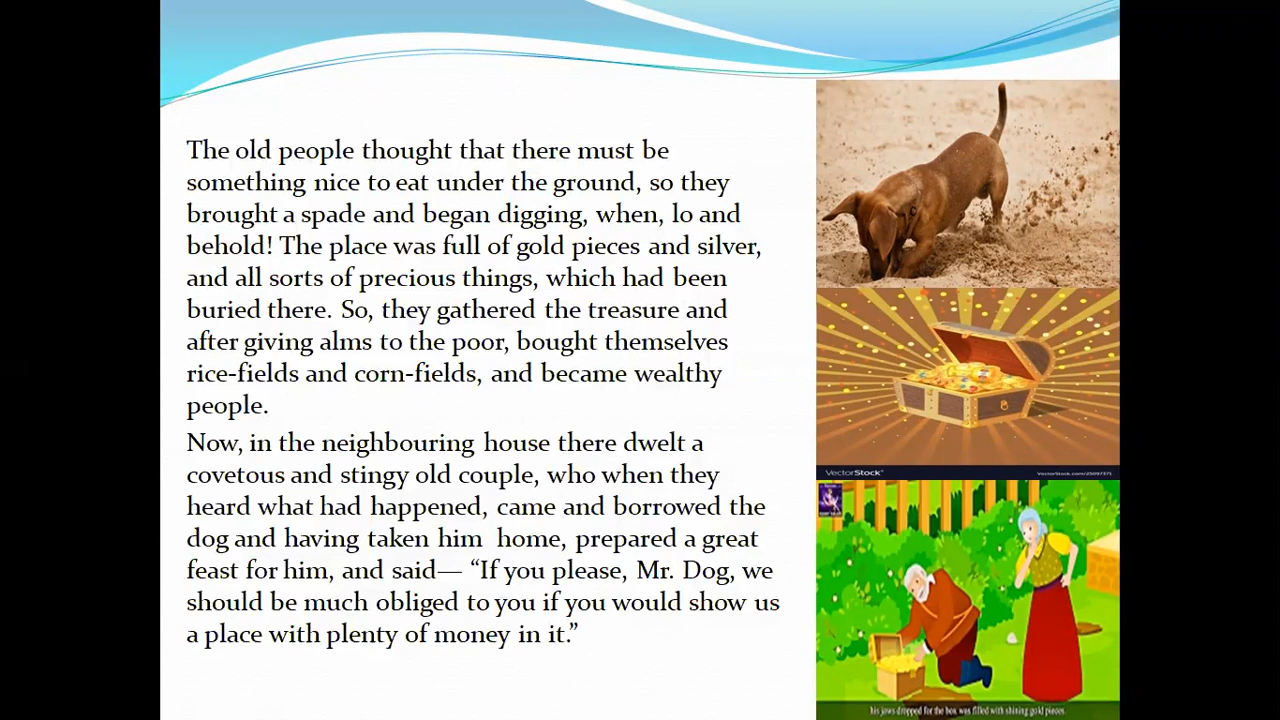 The old people thought that there must be
something nice to eat under the ground, so they
brought a spade and began digging, when, lo and
behold! The place was full of gold pieces and silver,
and all sorts of precious things, which had been
buried there. So, they gathered the treasure and
after giving alms to the poor, bought themselves
rice-fields and corn-fields, and became wealthy
people.
Now, in the neighbouring house there dwelt a
covetous and stingy old couple, who when they
heard what had happened, came and borrowed the
dog and having taken him home, prepared a great
feast for him, and said— “If you please, Mr. Dog, we
should be much obliged to you if you would show us
a place with plenty of money in it.”
VectorStock®
VectorStock.com/25097375
his jaws dropped for the box was filled with shining gold pieces.